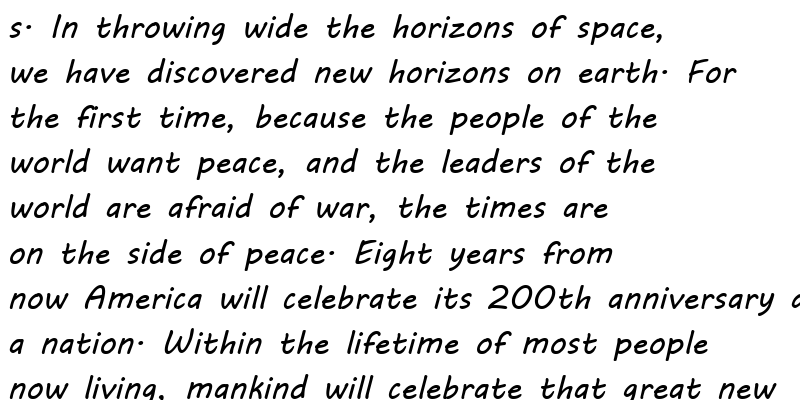 s. In throwing wide the horizons of space,
we have discovered new horizons on earth. For
the first time, because the people of the
world want peace, and the leaders of the
world are afraid of war, the times are
on the side of peace. Eight years from
now America will celebrate its 200th anniversary
a nation. Within the lifetime of most people
now living, mankind will celebrate that great new